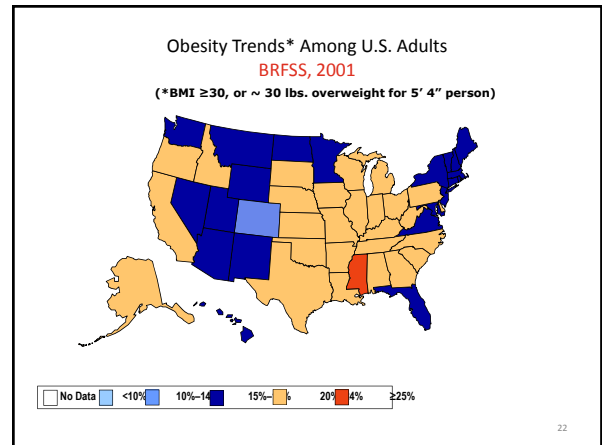 Obesity Trends* Among U.S. Adults
BRFSS, 2001
(*BMI ≥30, or ~ 30 lbs. overweight for 5’ 4” person)
No Data <10% 10%–14 15%– % 20% 4% ≥25%
22